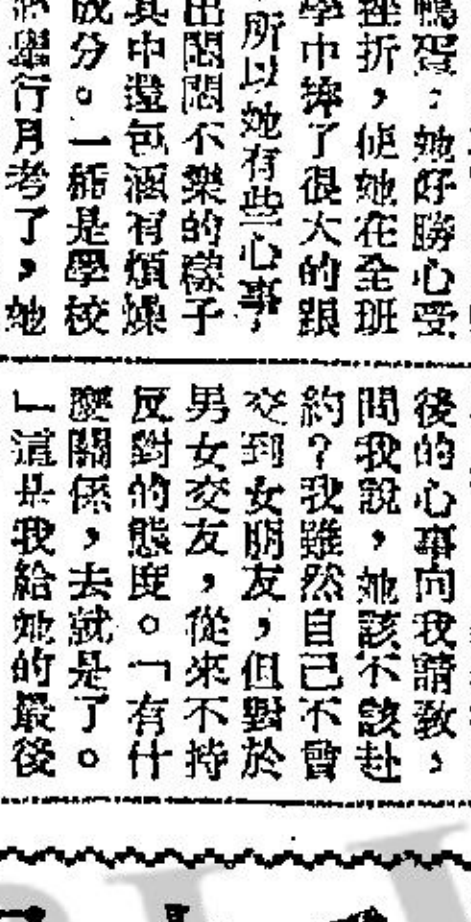 鴨蛋；她好勝心受
挫折，使她在全班
學中摔了很大的跟
所以她有些心事，
出悶悶不樂的樣子
其中還包涵有煩燥
成分。一緒是學校
舉行月考了，她
後的心事向我請教，
問我說，她該不該赴
約？我雖然自己不曾
交到女朋友，但對於
男女交友，從來不持
反對的態度。「有什
麼關係，去就是了。
」這是我給她的最後